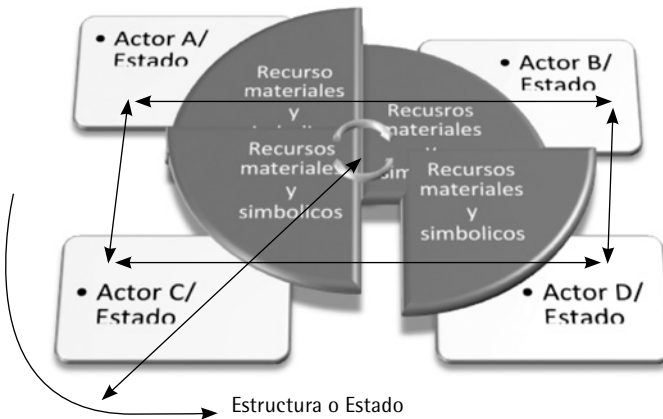 • Actor A/
Estado
Recurso
materiales
y
• Actor B/
Estado
Recusros
materiales
Recursos
materiales
y
simbolicos
Recursos
materiales
y
simbolicos
• Actor C/
Estado
• Actor D/
Estado
Estructura o Estado